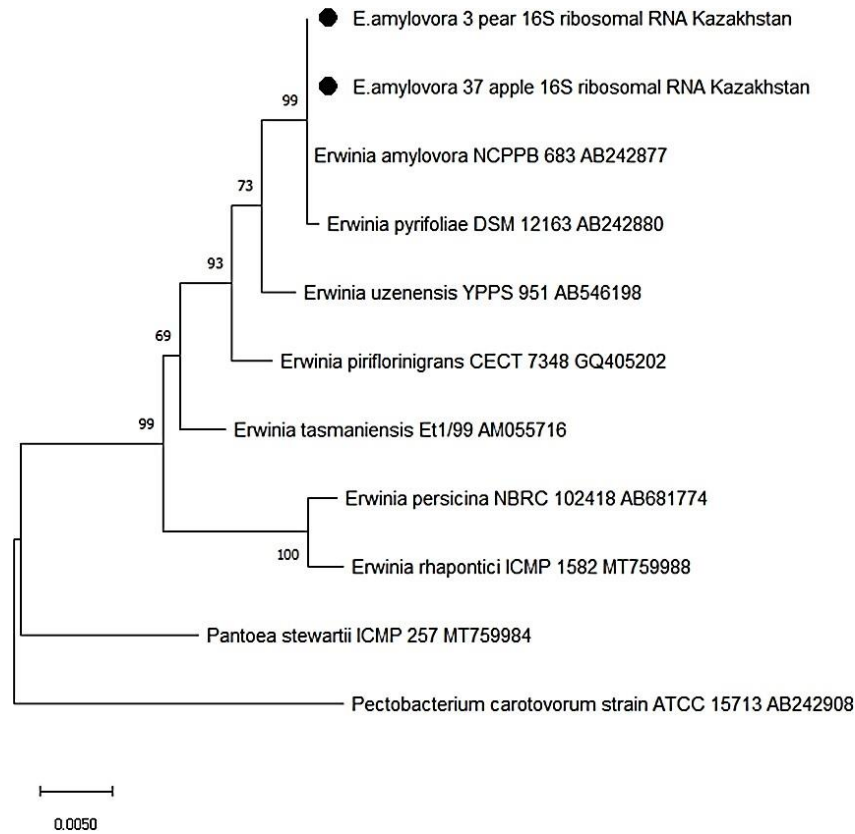 E.amylovora 3 pear 16S ribosomal RNA Kazakhstan
99
E.amylovora 37 apple 16S ribosomal RNA Kazakhstan
Erwinia amylovora NCPPB 683 AB242877
73
Erwinia pyrifoliae DSM 12163 AB242880
93
Erwinia uzenensis YPPS 951 AB546198
69
Erwinia piriflorinigrans CECT 7348 GQ405202
99
Erwinia tasmaniensis Et1/99 AM055716
Erwinia persicina NBRC 102418 AB681774
100
Erwinia rhapontici ICMP 1582 MT759988
Pantoea stewartii ICMP 257 MT759984
Pectobacterium carotovorum strain ATCC 15713 AB242908
0.0050